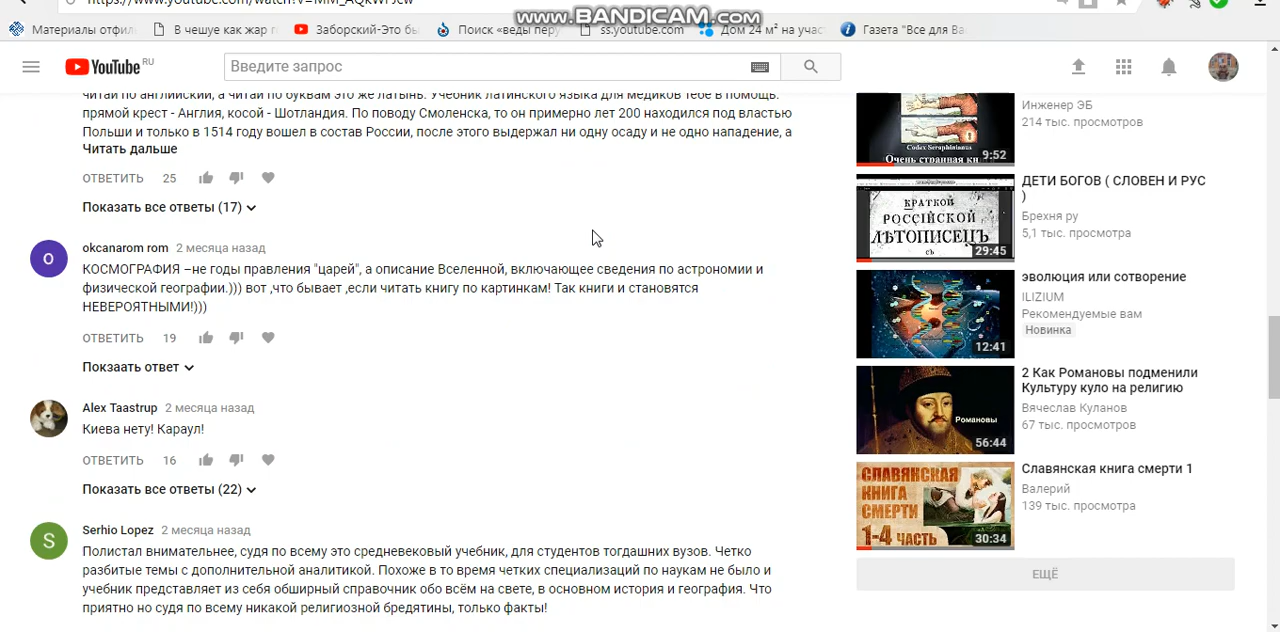 www.BANDICAM.com
Материалы отфил
В чешуе как жар г
Заборский-Это бы
Поиск «веды перу
ss.youtube.com
Дом 24 м² на учас
Газета "Все для Ва
YouTube RU
Введите запрос
читай по английский, а читай по буквам это же латынь. Учебник латинского языка для медиков тебе в помощь.
прямой крест - Англия, косой - Шотландия. По поводу Смоленска, то он примерно лет 200 находился под властью
Польши и только в 1514 году вошел в состав России, после этого выдержал ни одну осаду и не одно нападение, а
Читать дальше
ОТВЕТИТЬ 25
Показать все ответы (17)
O
okcanarom rom 2 месяца назад
КОСМОГРАФИЯ –не годы правления "царей", а описание Вселенной, включающее сведения по астрономии и
физической географии.))) вот ,что бывает ,если читать книгу по картинкам! Так книги и становятся
НЕВЕРОЯТНЫМИ!)))
ОТВЕТИТЬ 19
Покзаать ответ
Alex Taastrup 2 месяца назад
Киева нету! Караул!
ОТВЕТИТЬ 16
Показать все ответы (22)
S
Serhio Lopez 2 месяца назад
Полистал внимательнее, судя по всему это средневековый учебник, для студентов тогдашних вузов. Четко
разбитые темы с дополнительной аналитикой. Похоже в то время четких специализаций по наукам не было и
учебник представляет из себя обширный справочник обо всём на свете, в основном история и география. Что
приятно но судя по всему никакой религиозной бредятины, только факты!
Codex Seraphinianus
Очень странная кн
9:52
Инженер ЭБ
214 тыс. просмотров
КРАТКОЙ
РОССІЙСКОЙ
ЛѢТОПИСЕЦЪ
съ
29:45
ДЕТИ БОГОВ ( СЛОВЕН И РУС
)
Брехня ру
5,1 тыс. просмотра
12:41
эволюция или сотворение
ILIZIUM
Рекомендуемые вам
Новинка
Романовы
56:44
2 Как Романовы подменили
Культуру куло на религию
Вячеслав Куланов
67 тыс. просмотров
СЛАВЯНСКАЯ
КНИГА
СМЕРТИ
1-4 ЧАСТЬ
30:34
Славянская книга смерти 1
Валерий
139 тыс. просмотра
ЕЩЁ